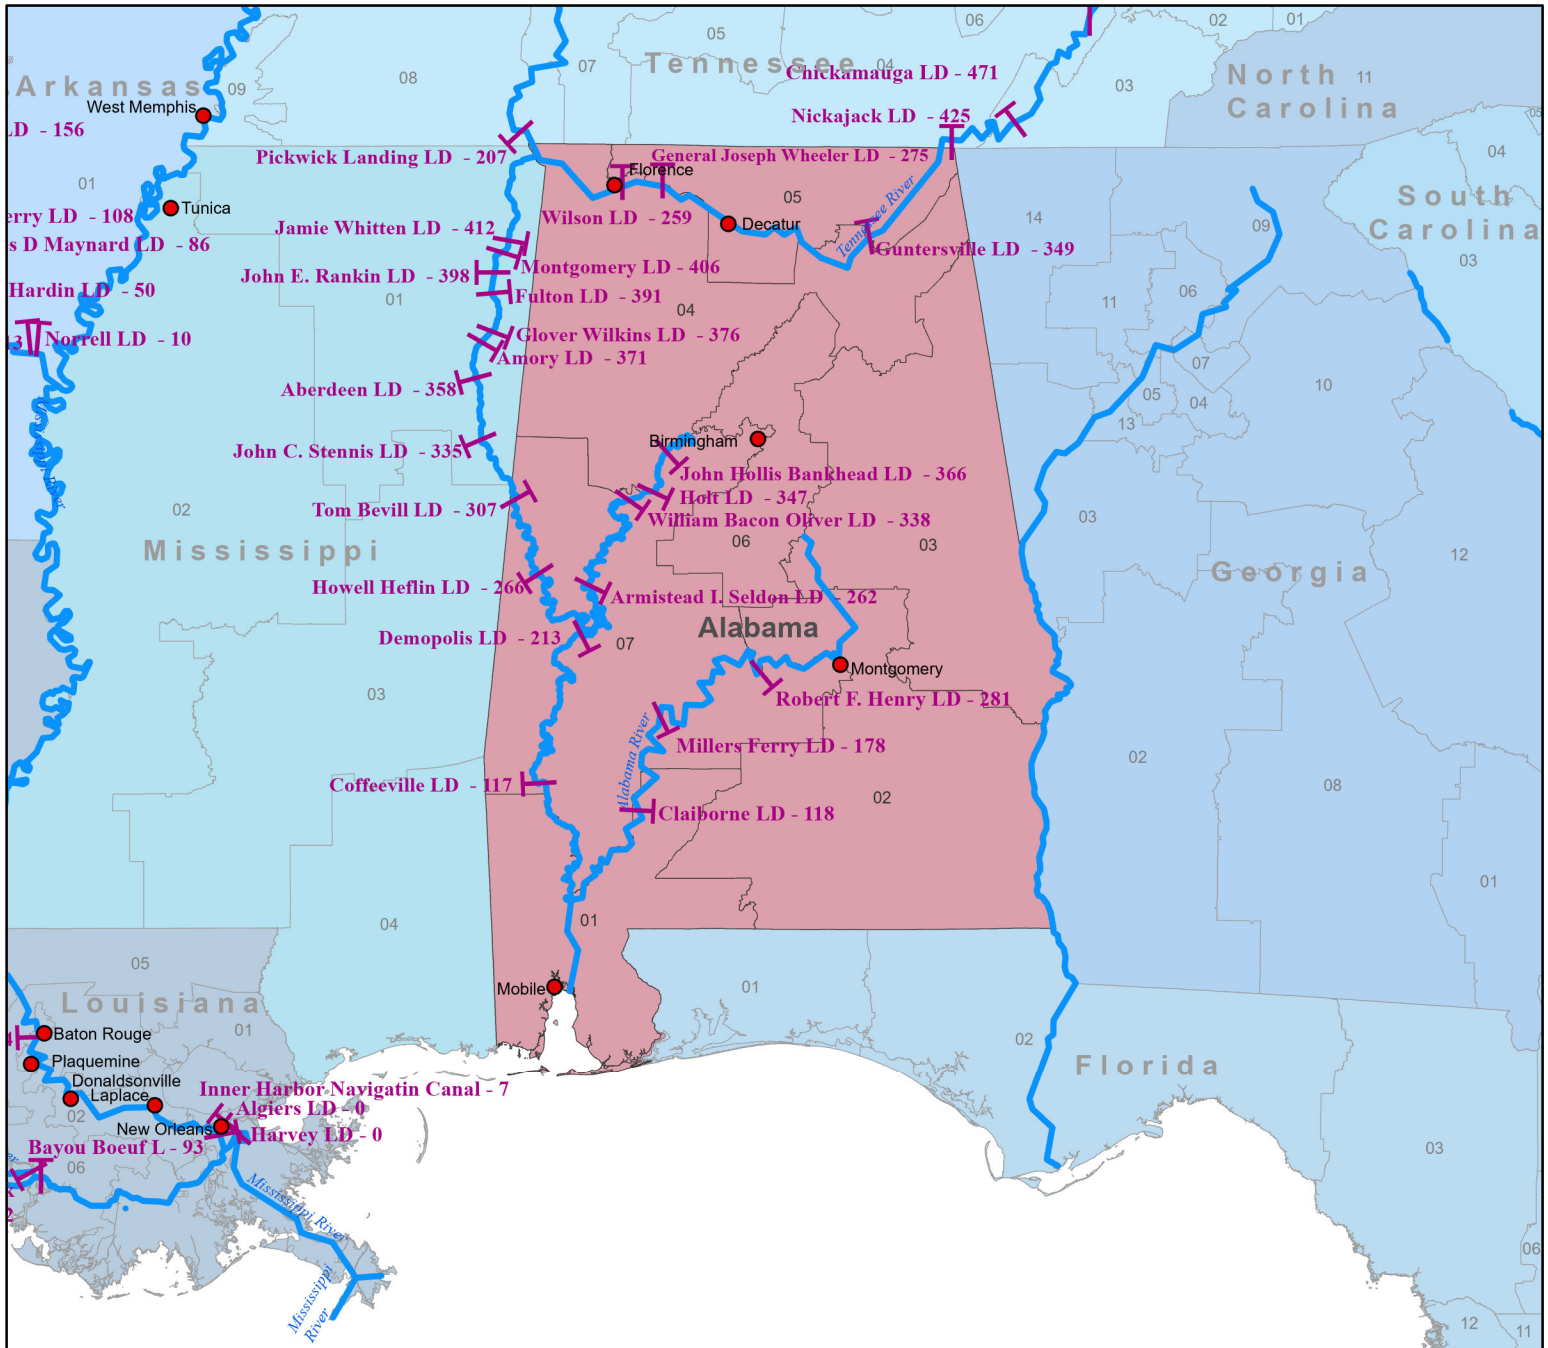 06
02
01
05
Tennessee
04
07
08
09
Chickamauga LD - 471
03
North
Carolina
11
05
Arkansas
West Memphis
LD - 156
Nickajack LD - 425
Pickwick Landing LD - 207
General Joseph Wheeler LD - 275
Florence
04
01
Tunica
05
Tennessee River
South
Carolina
03
erry LD - 108
Wilson LD - 259
Decatur
14
09
s D Maynard LD - 86
Jamie Whitten LD - 412
Guntersville LD - 349
Montgomery LD - 406
John E. Rankin LD - 398
Hardin LD - 50
Fulton LD - 391
01
04
11
06
13
Norrell LD - 10
Glover Wilkins LD - 376
Amory LD - 371
07
Aberdeen LD - 358
10
05
04
13
Mississippi River
Birmingham
John C. Stennis LD - 335
John Hollis Bankhead LD - 366
Holt LD - 347
Tom Bevill LD - 307
02
William Bacon Oliver LD - 338
03
Mississippi
06
03
12
Georgia
Howell Heflin LD - 266
Armistead I. Seldon LD - 262
Demopolis LD - 213
07
Alabama
Montgomery
03
Robert F. Henry LD - 281
Alabama River
Millers Ferry LD - 178
02
Coffeeville LD - 117
02
08
Claiborne LD - 118
01
04
01
05
Louisiana
Mobile
01
01
02
4
Baton Rouge
Plaquemine
Florida
Donaldsonville
Laplace
Inner Harbor Navigatin Canal - 7
Algiers LD - 0
02
New Orleans
Harvey LD - 0
Bayou Boeuf L - 93
03
er
06
k
2
Mississippi River
06
Mississippi
River
12
11